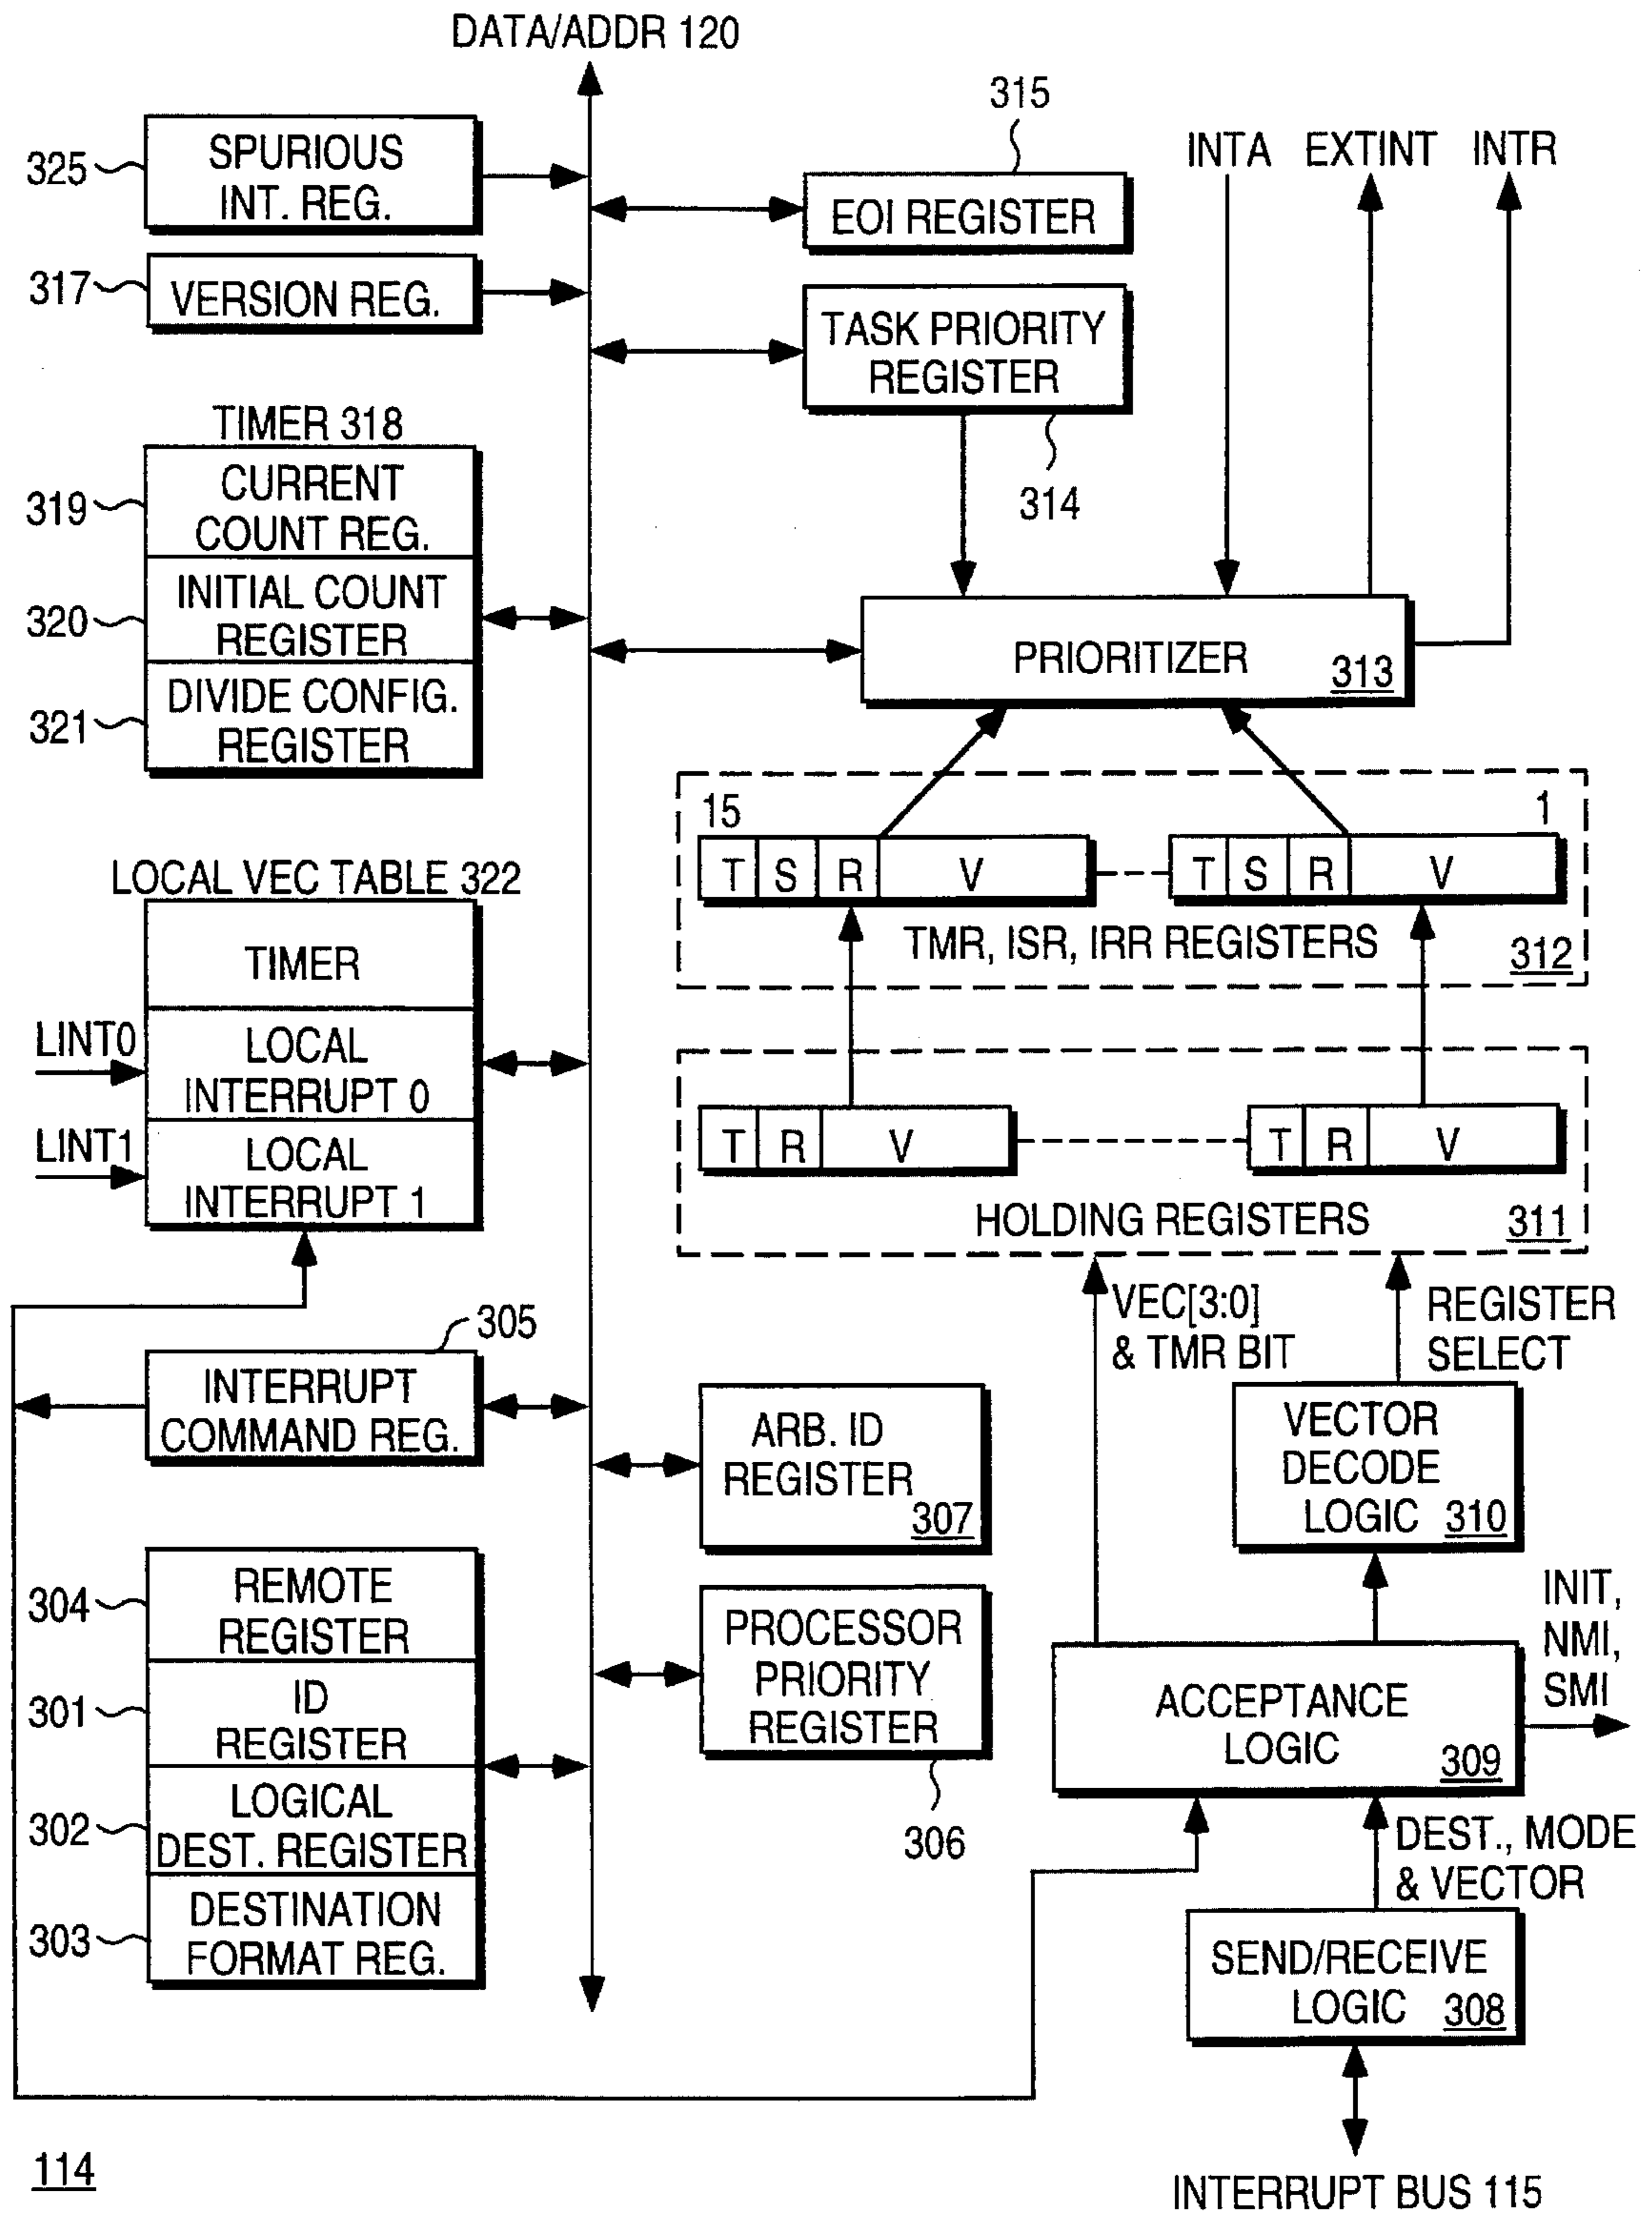 DATA/ADDR 120
315
INTA EXTINT INTR
325
SPURIOUS
INT. REG.
EOI REGISTER
317
VERSION REG.
TASK PRIORITY
REGISTER
314
TIMER 318
319
CURRENT
COUNT REG.
320
INITIAL COUNT
REGISTER
321
DIVIDE CONFIG.
REGISTER
PRIORITIZER 313
15 1
T S R V T S R V
TMR, ISR, IRR REGISTERS 312
LOCAL VEC TABLE 322
TIMER
LINT0
LOCAL
INTERRUPT 0
LINT1
LOCAL
INTERRUPT 1
T R V T R V
HOLDING REGISTERS 311
VEC[3:0]
& TMR BIT
REGISTER
SELECT
305
INTERRUPT
COMMAND REG.
ARB. ID
REGISTER
307
VECTOR
DECODE
LOGIC 310
304
REMOTE
REGISTER
301
ID
REGISTER
302
LOGICAL
DEST. REGISTER
303
DESTINATION
FORMAT REG.
PROCESSOR
PRIORITY
REGISTER
306
INIT,
NMI,
SMI
ACCEPTANCE
LOGIC 309
DEST., MODE
& VECTOR
SEND/RECEIVE
LOGIC 308
114
INTERRUPT BUS 115